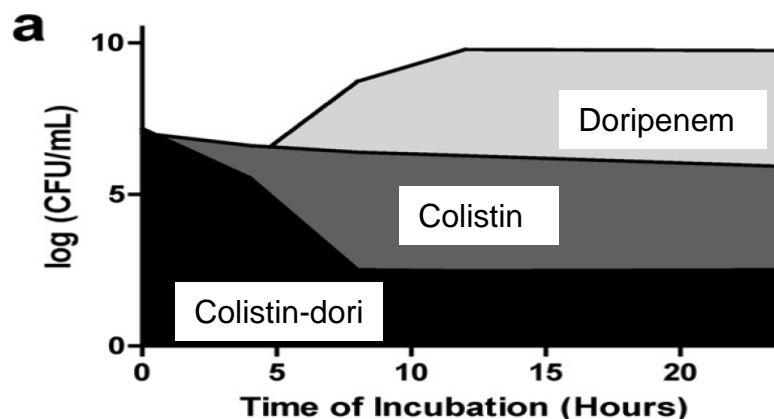 a
10
5
0
log (CFU/mL)
Doripenem
Colistin
Colistin-dori
0 5 10 15 20
Time of Incubation (Hours)